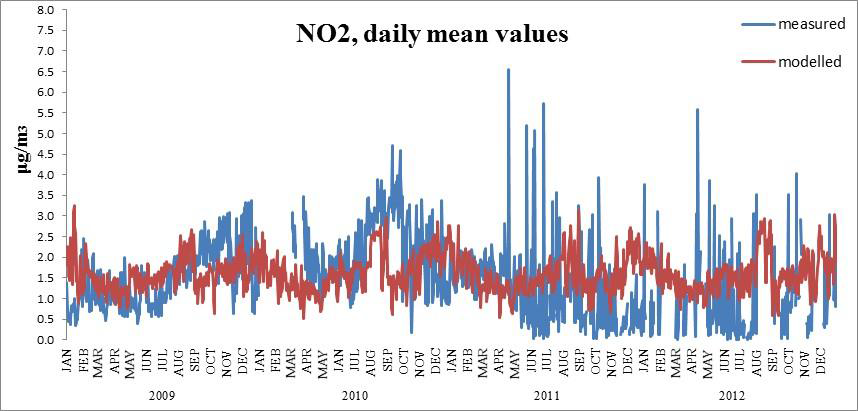 NO2, daily mean values
measured
modelled
µg/m3
8.0
7.5
7.0
6.5
6.0
5.5
5.0
4.5
4.0
3.5
3.0
2.5
2.0
1.5
1.0
0.5
0.0
JAN FEB MAR APR MAY JUN JUL AUG SEP OCT NOV DEC JAN FEB MAR APR MAY JUN JUL AUG SEP OCT NOV DEC JAN FEB MAR APR MAY JUN JUL AUG SEP OCT NOV DEC JAN FEB MAR APR MAY JUN JUL AUG SEP OCT NOV DEC
2009 2010 2011 2012